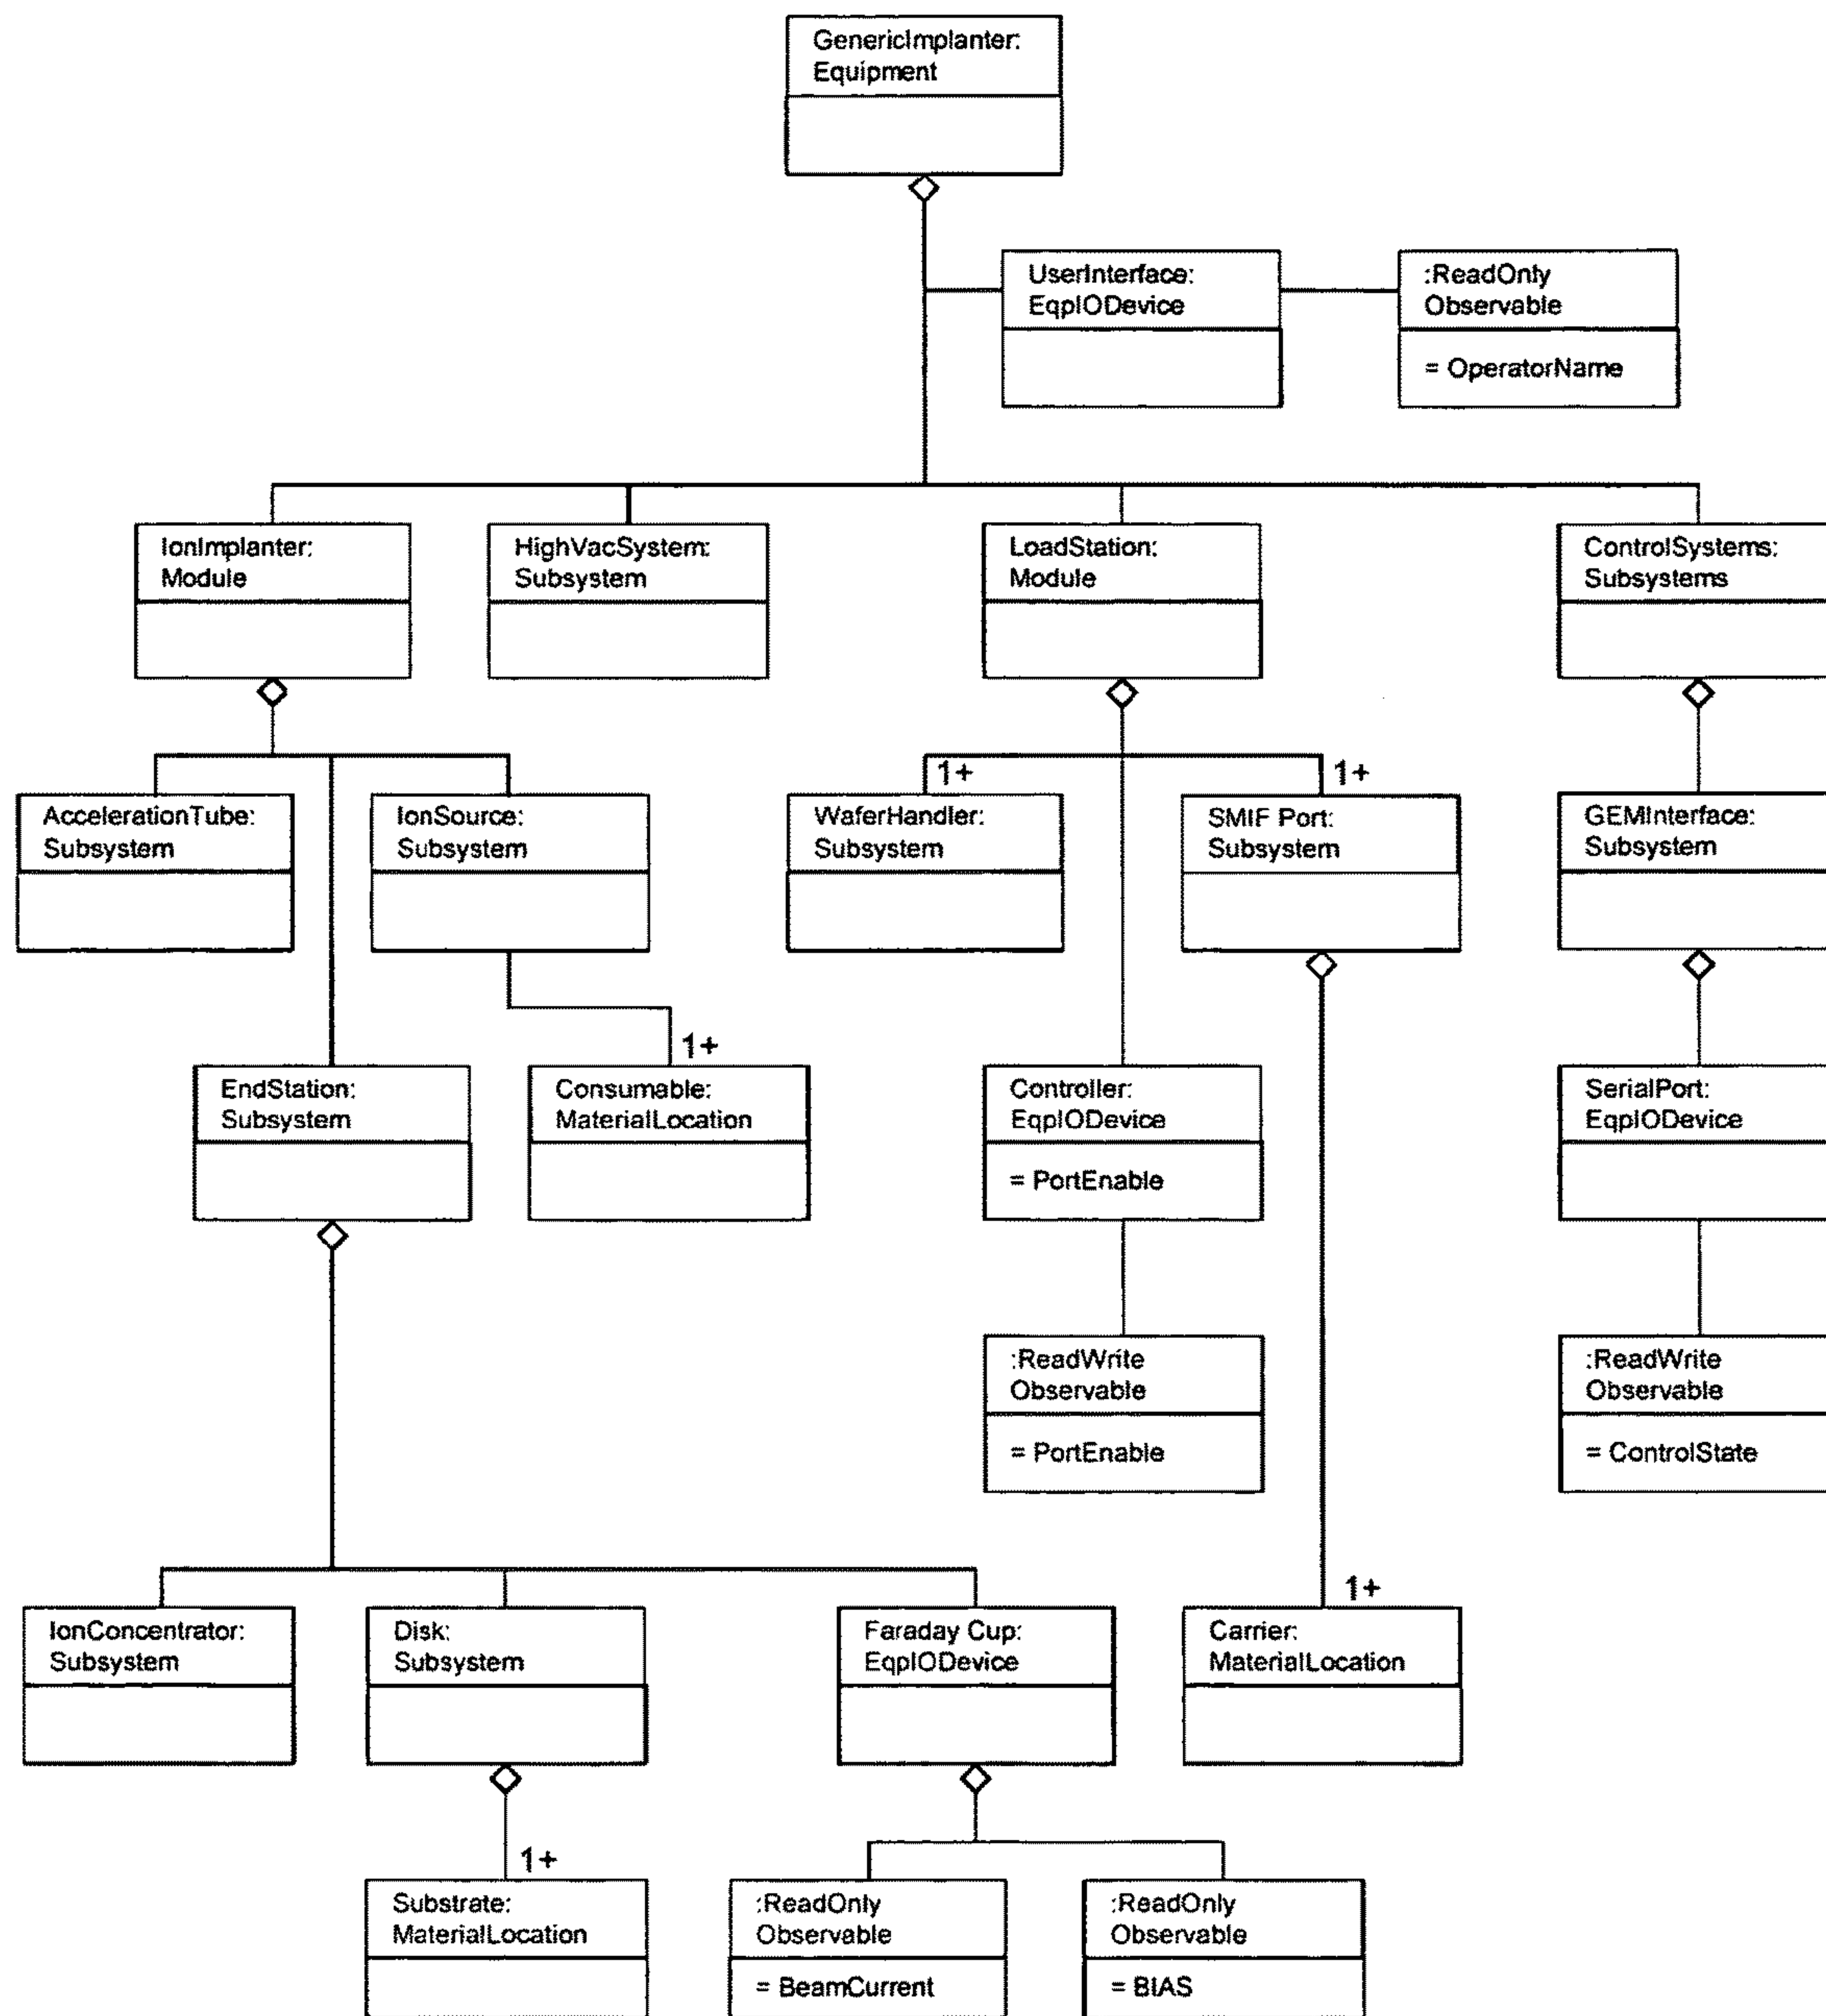 GenericImplanter:
Equipment
UserInterface:
EqpIODevice
:ReadOnly
Observable
= OperatorName
IonImplanter:
Module
HighVacSystem:
Subsystem
LoadStation:
Module
ControlSystems:
Subsystems
AccelerationTube:
Subsystem
IonSource:
Subsystem
1+
WaferHandler:
Subsystem
1+
SMIF Port:
Subsystem
GEMInterface:
Subsystem
EndStation:
Subsystem
1+
Consumable:
MaterialLocation
Controller:
EqpIODevice
= PortEnable
SerialPort:
EqpIODevice
:ReadWrite
Observable
= PortEnable
:ReadWrite
Observable
= ControlState
IonConcentrator:
Subsystem
Disk:
Subsystem
Faraday Cup:
EqpIODevice
1+
Carrier:
MaterialLocation
1+
Substrate:
MaterialLocation
:ReadOnly
Observable
= BeamCurrent
:ReadOnly
Observable
= BIAS